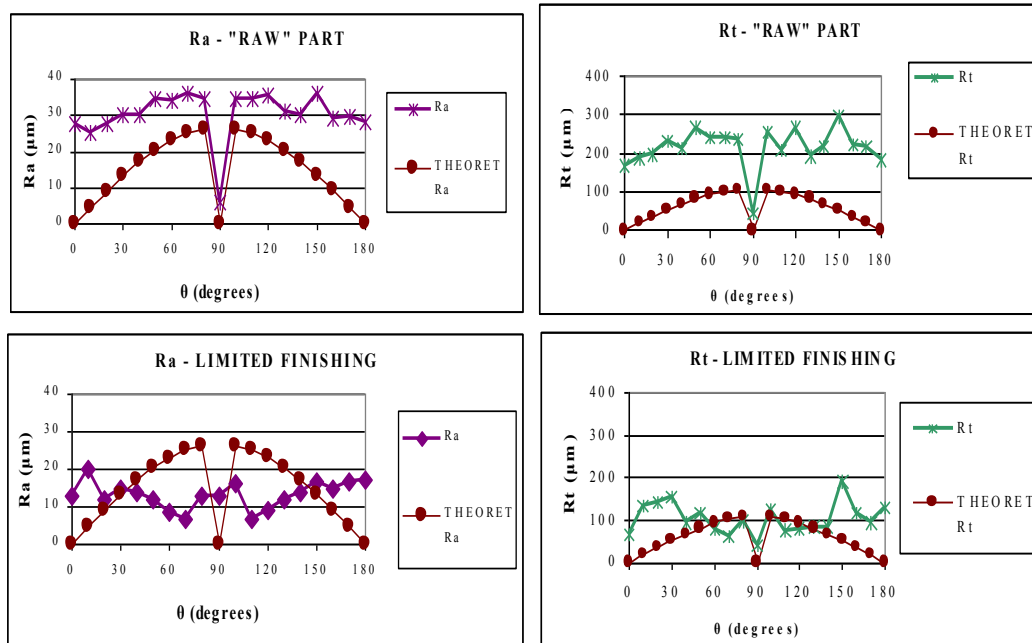 Ra - "RAW" PART
40
30
20
10
0
Ra (µm)
0 30 60 90 120 150 180
θ (degrees)
Ra
THEORET
Ra
Rt - "RAW" PART
400
300
200
100
0
Rt (µm)
0 30 60 90 120 150 180
θ (degrees)
Rt
THEORET
Rt
Ra - LIMITED FINISHING
40
30
20
10
0
Ra (µm)
0 30 60 90 120 150 180
θ (degrees)
Ra
THEORET
Ra
Rt - LIMITED FINISHING
400
300
200
100
0
Rt (µm)
0 30 60 90 120 150 180
θ (degrees)
Rt
THEORET
Rt